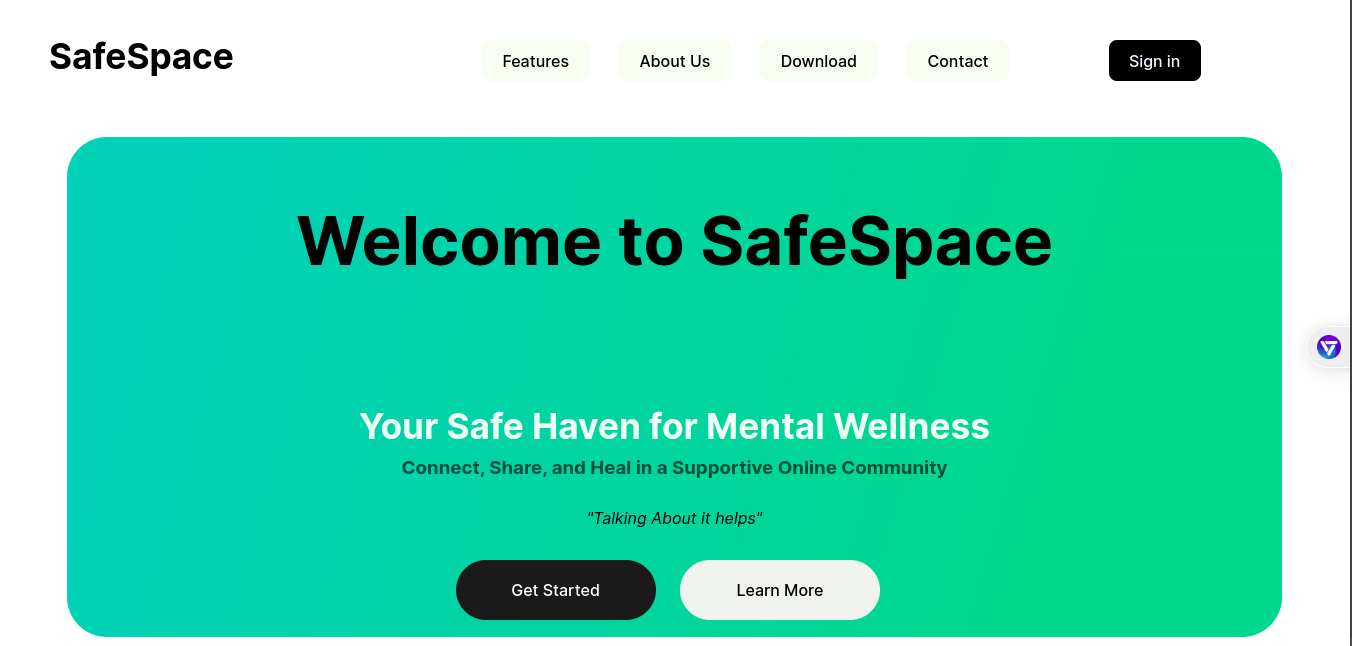 SafeSpace
Features
About Us
Download
Contact
Sign in
Welcome to SafeSpace
Your Safe Haven for Mental Wellness
Connect, Share, and Heal in a Supportive Online Community
"Talking About it helps"
Get Started
Learn More